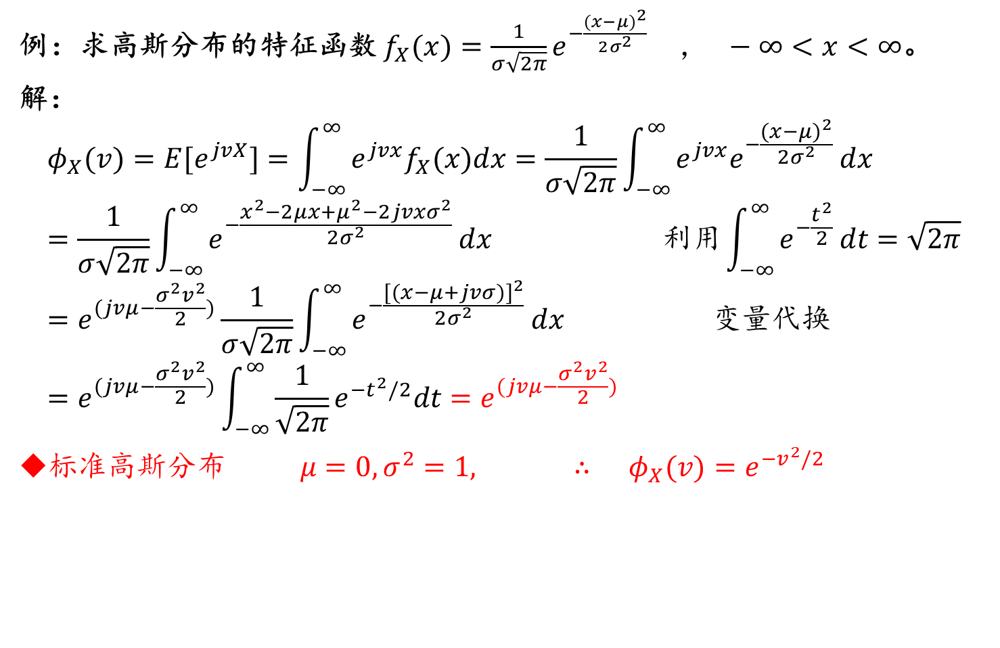 例：求高斯分布的特征函数 $f_X(x) = \frac{1}{\sigma\sqrt{2\pi}} e^{-\frac{(x-\mu)^2}{2\sigma^2}}$ ， $-\infty < x < \infty$。
解：
$\phi_X(v) = E[e^{jvX}] = \int_{-\infty}^{\infty} e^{jvx} f_X(x)dx = \frac{1}{\sigma\sqrt{2\pi}} \int_{-\infty}^{\infty} e^{jvx} e^{-\frac{(x-\mu)^2}{2\sigma^2}} dx$
$= \frac{1}{\sigma\sqrt{2\pi}} \int_{-\infty}^{\infty} e^{-\frac{x^2-2\mu x+\mu^2-2jvx\sigma^2}{2\sigma^2}} dx$ 利用 $\int_{-\infty}^{\infty} e^{-\frac{t^2}{2}} dt = \sqrt{2\pi}$
$= e^{(jv\mu-\frac{\sigma^2v^2}{2})} \frac{1}{\sigma\sqrt{2\pi}} \int_{-\infty}^{\infty} e^{-\frac{[(x-\mu+jv\sigma)]^2}{2\sigma^2}} dx$ 变量代换
$= e^{(jv\mu-\frac{\sigma^2v^2}{2})} \int_{-\infty}^{\infty} \frac{1}{\sqrt{2\pi}} e^{-t^2/2} dt = e^{(jv\mu-\frac{\sigma^2v^2}{2})}$
◆标准高斯分布 $\mu = 0, \sigma^2 = 1,$ ∴ $\phi_X(v) = e^{-v^2/2}$